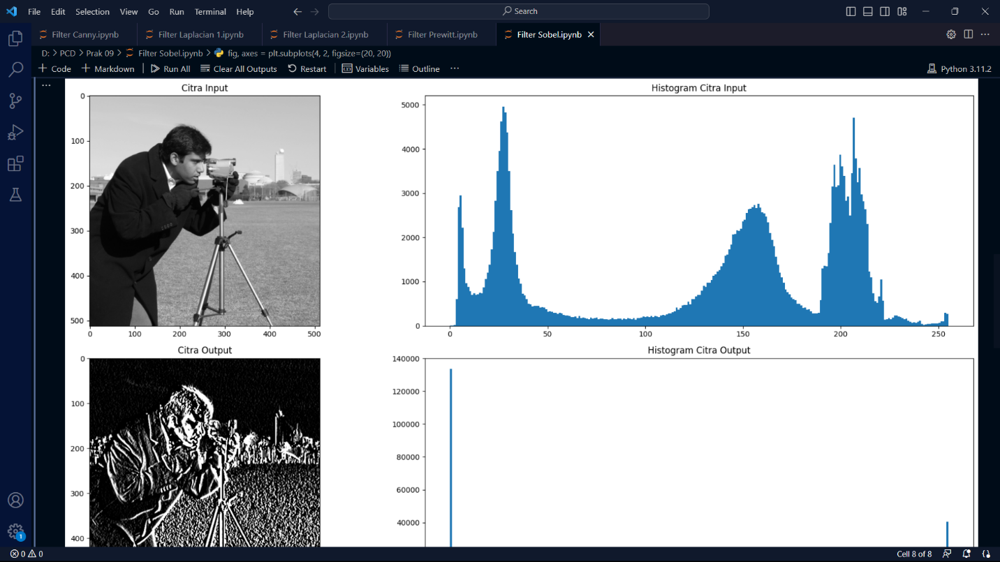 File Edit Selection View Go Run Terminal Help
Search
Filter Canny.ipynb Filter Laplacian 1.ipynb Filter Laplacian 2.ipynb Filter Prewitt.ipynb Filter Sobel.ipynb
D: > PCD > Prak 09 > Filter Sobel.ipynb > fig, axes = plt.subplots(4, 2, figsize=(20, 20))
+ Code + Markdown Run All Clear All Outputs Restart Variables Outline ... Python 3.11.2
Citra Input
0
100
200
300
400
500
0 100 200 300 400 500
Histogram Citra Input
5000
4000
3000
2000
1000
0
0 50 100 150 200 250
Citra Output
0
100
200
300
400
Histogram Citra Output
140000
120000
100000
80000
60000
40000
1
0 0
Cell 8 of 8